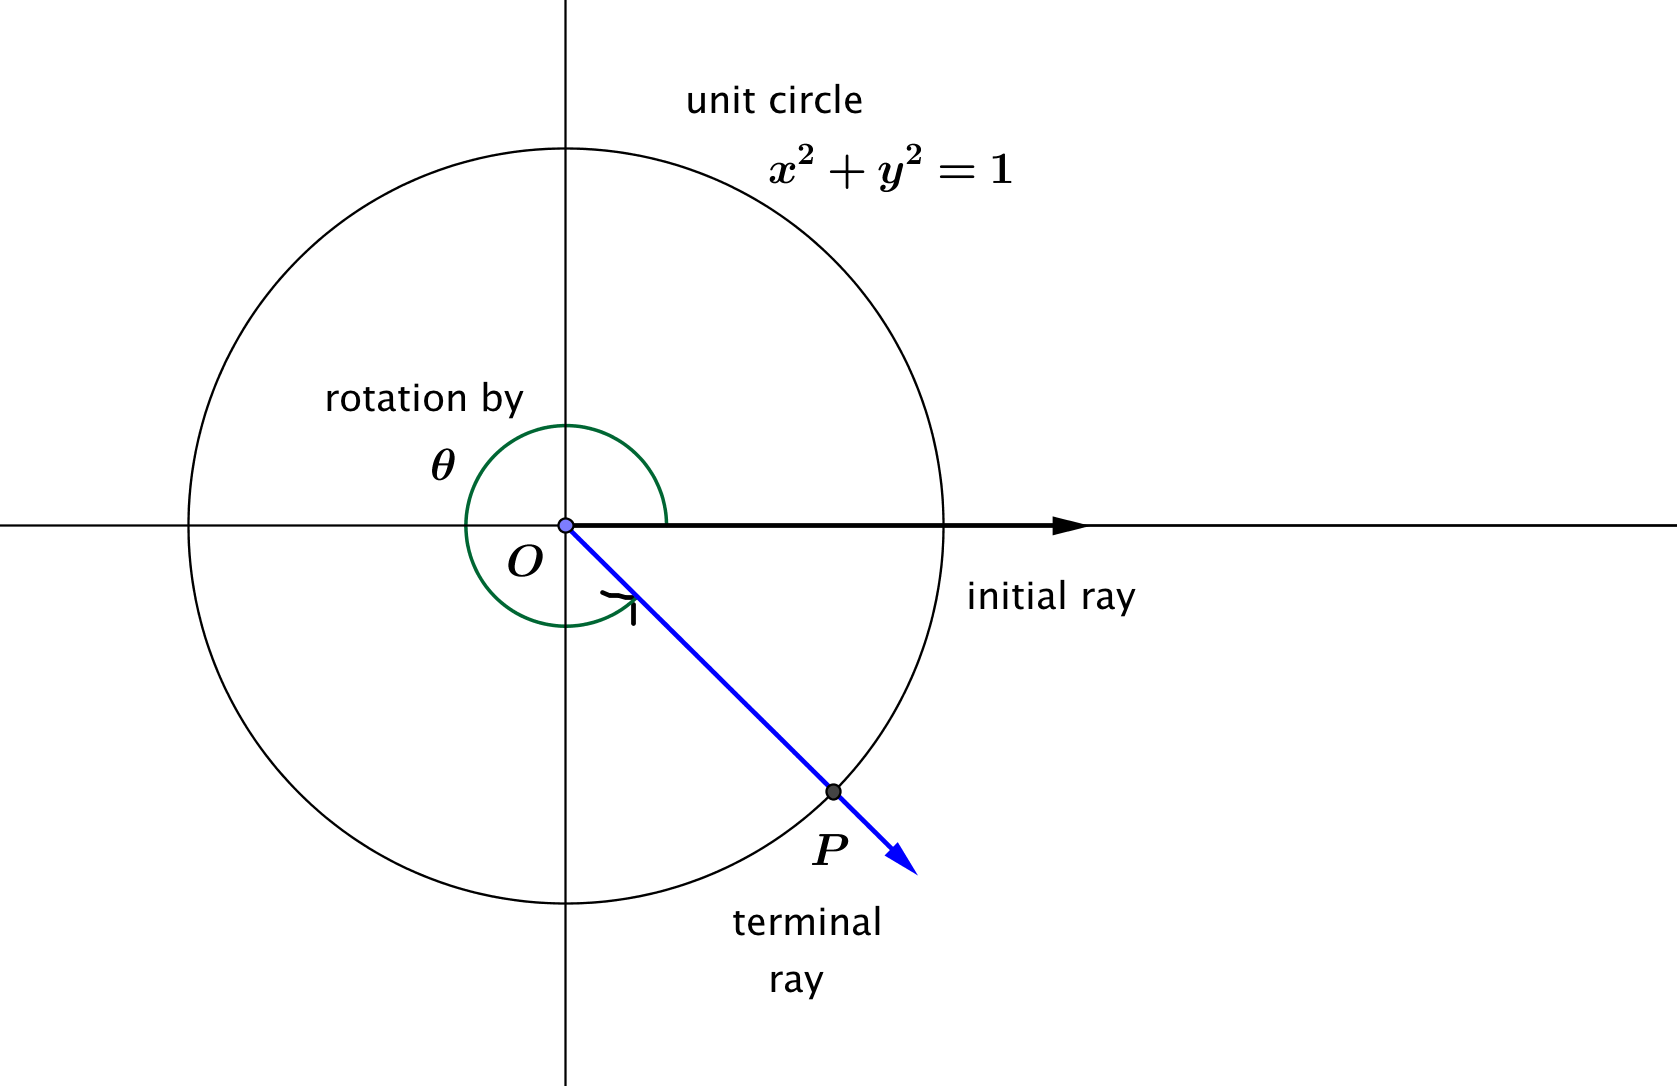 unit circle
x² + y² = 1
rotation by
θ
O
initial ray
P
terminal
ray